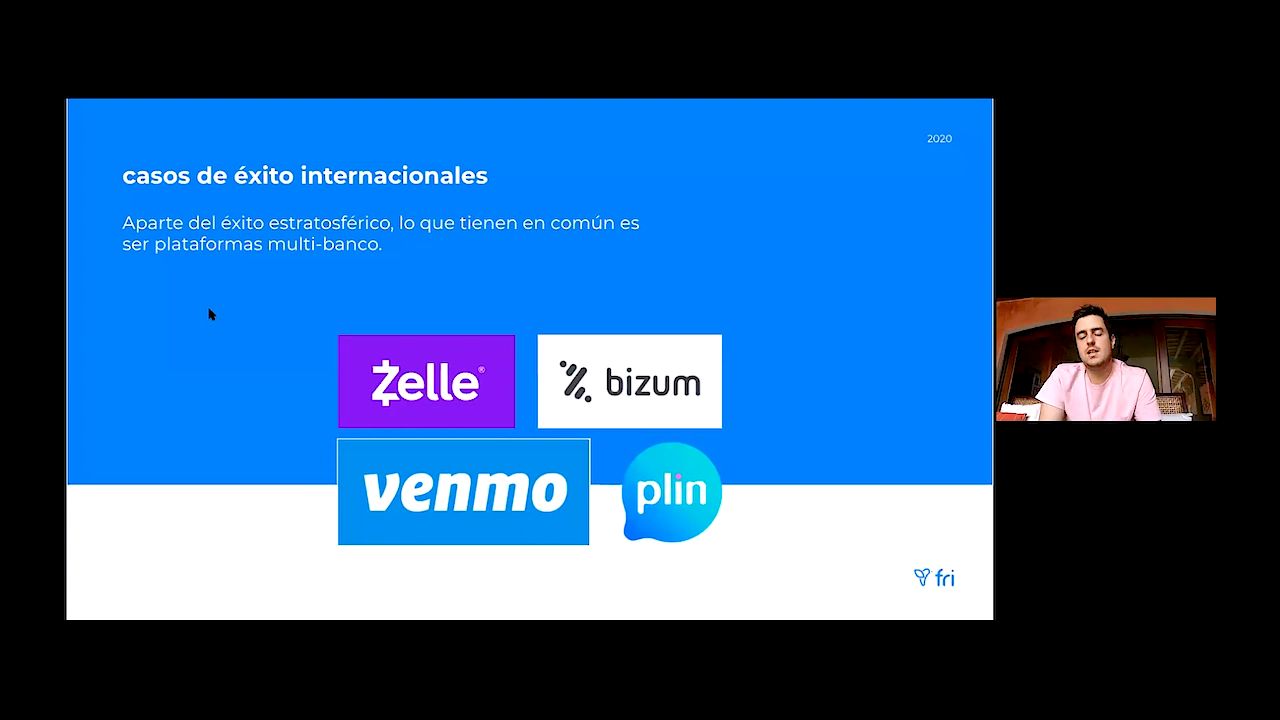 2020
casos de éxito internacionales
Aparte del éxito estratosférico, lo que tienen en común es
ser plataformas multi-banco.
Zelle®
bizum
venmo
plin
fri